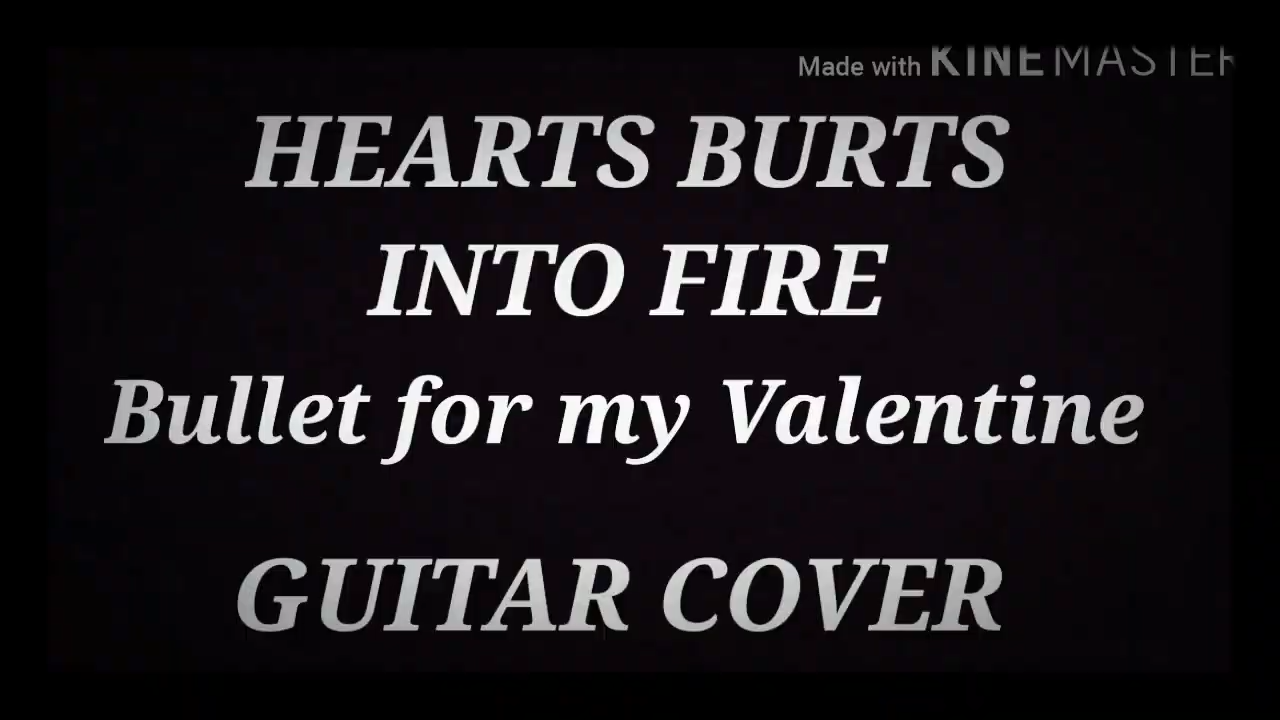 Made with KINEMASTER
HEARTS BURTS
INTO FIRE
Bullet for my Valentine
GUITAR COVER